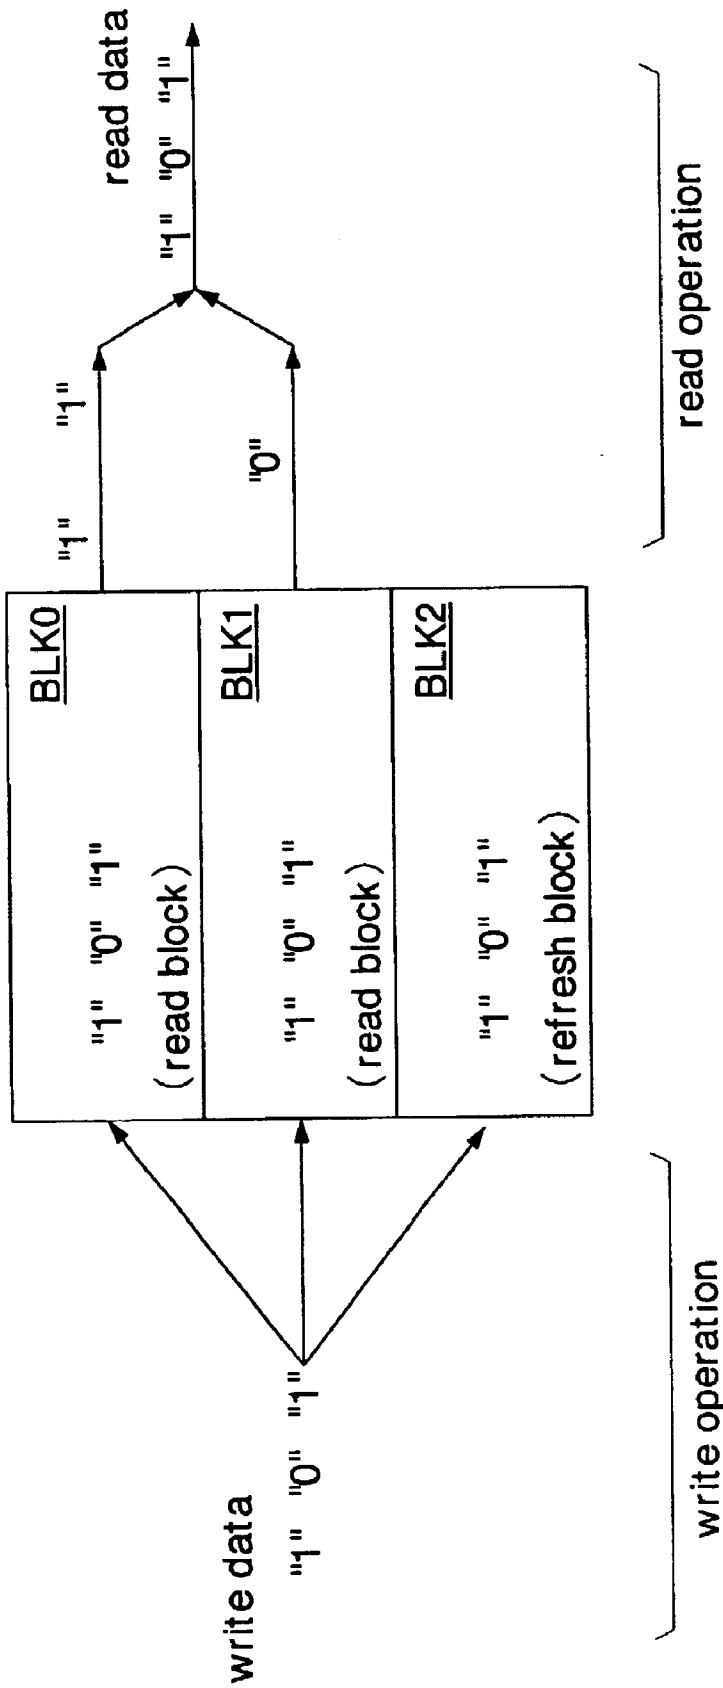 write data
"1" "0" "1"
BLK0
"1" "0" "1"
(read block)
BLK1
"1" "0" "1"
(read block)
BLK2
"1" "0" "1"
(refresh block)
"1" "1"
"0"
read data
"1" "0" "1"
write operation
read operation